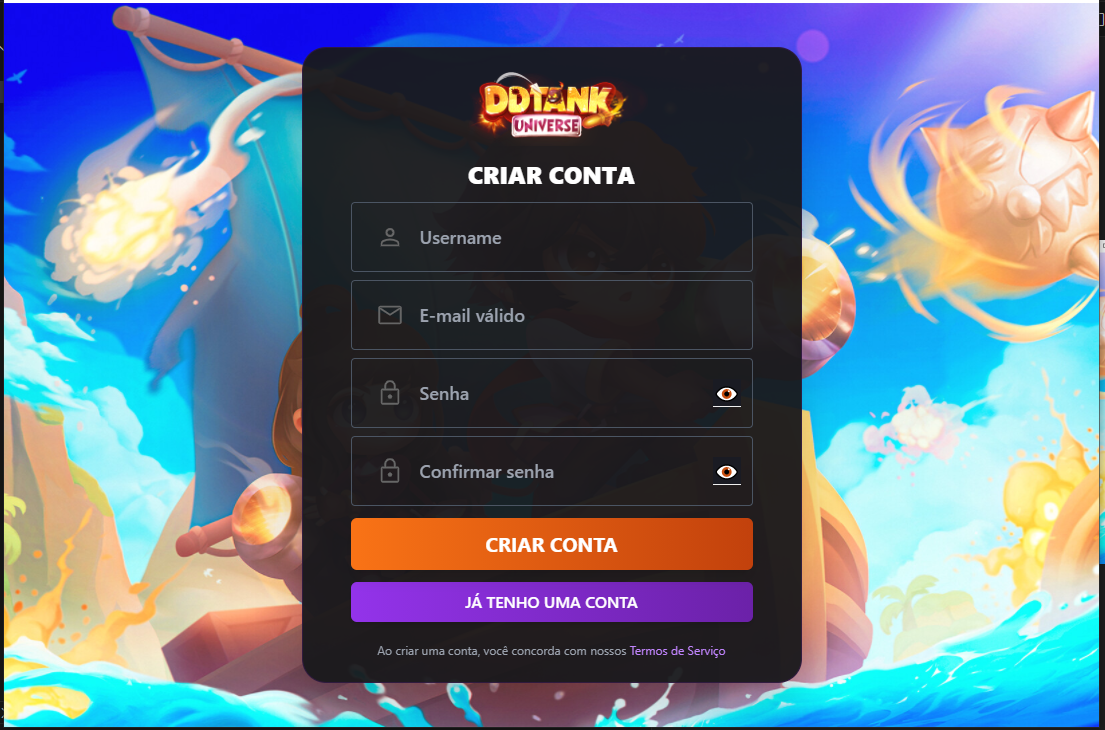 DDTANK
UNIVERSE
CRIAR CONTA
Username
E-mail válido
Senha
Confirmar senha
CRIAR CONTA
JÁ TENHO UMA CONTA
Ao criar uma conta, você concorda com nossos Termos de Serviço